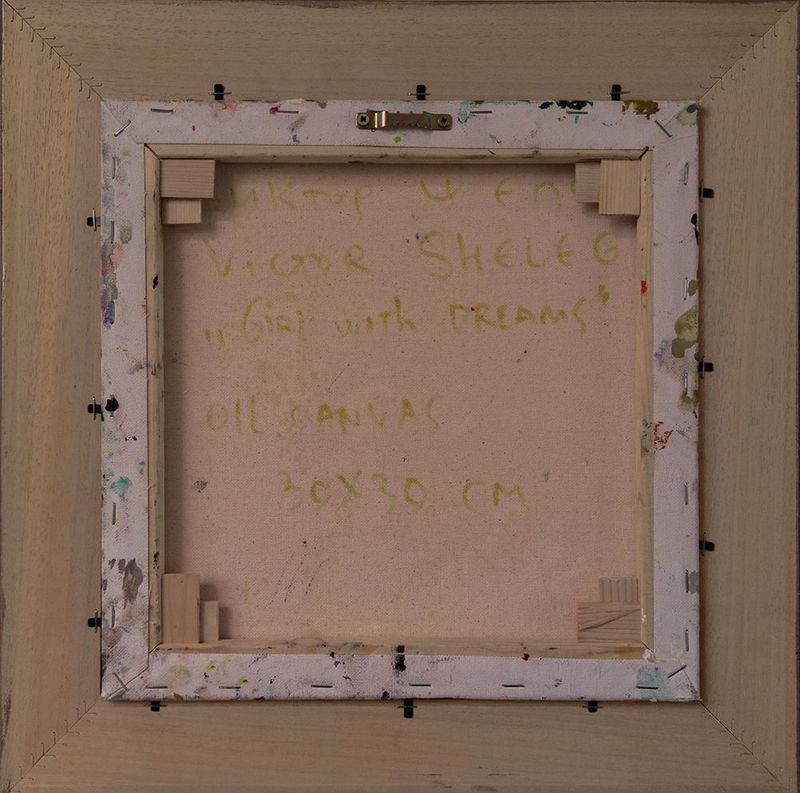 VICTOR SHELEG
„GIRL with DREAMS"
OIL CANVAS
30X30 CM